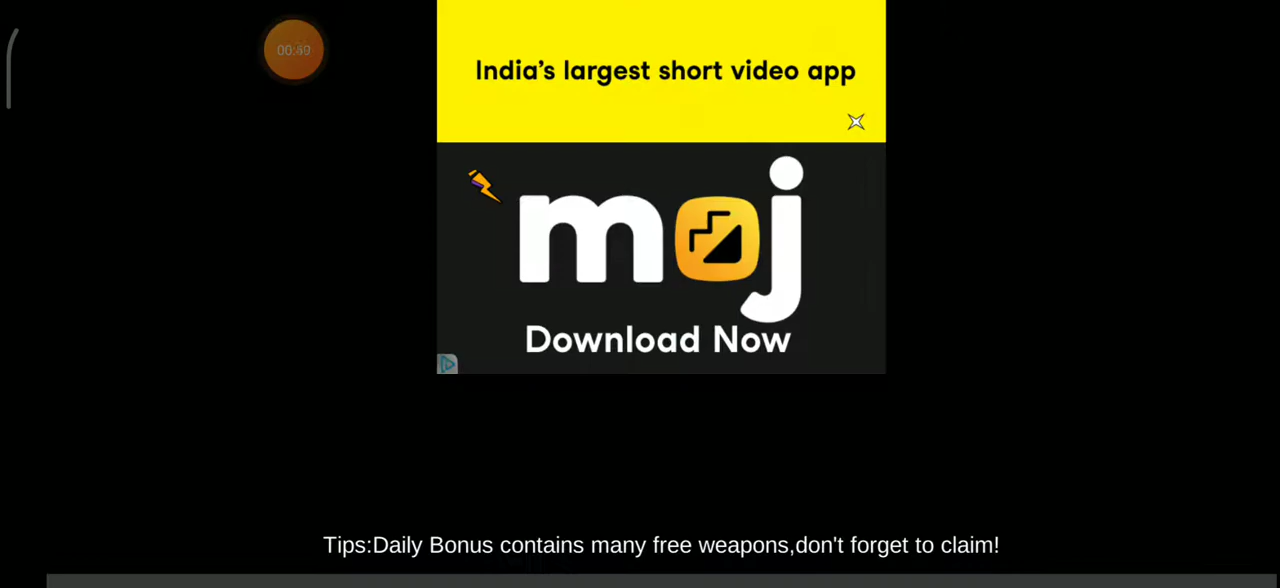 00:49
India's largest short video app
moj
Download Now
Tips:Daily Bonus contains many free weapons,don't forget to claim!